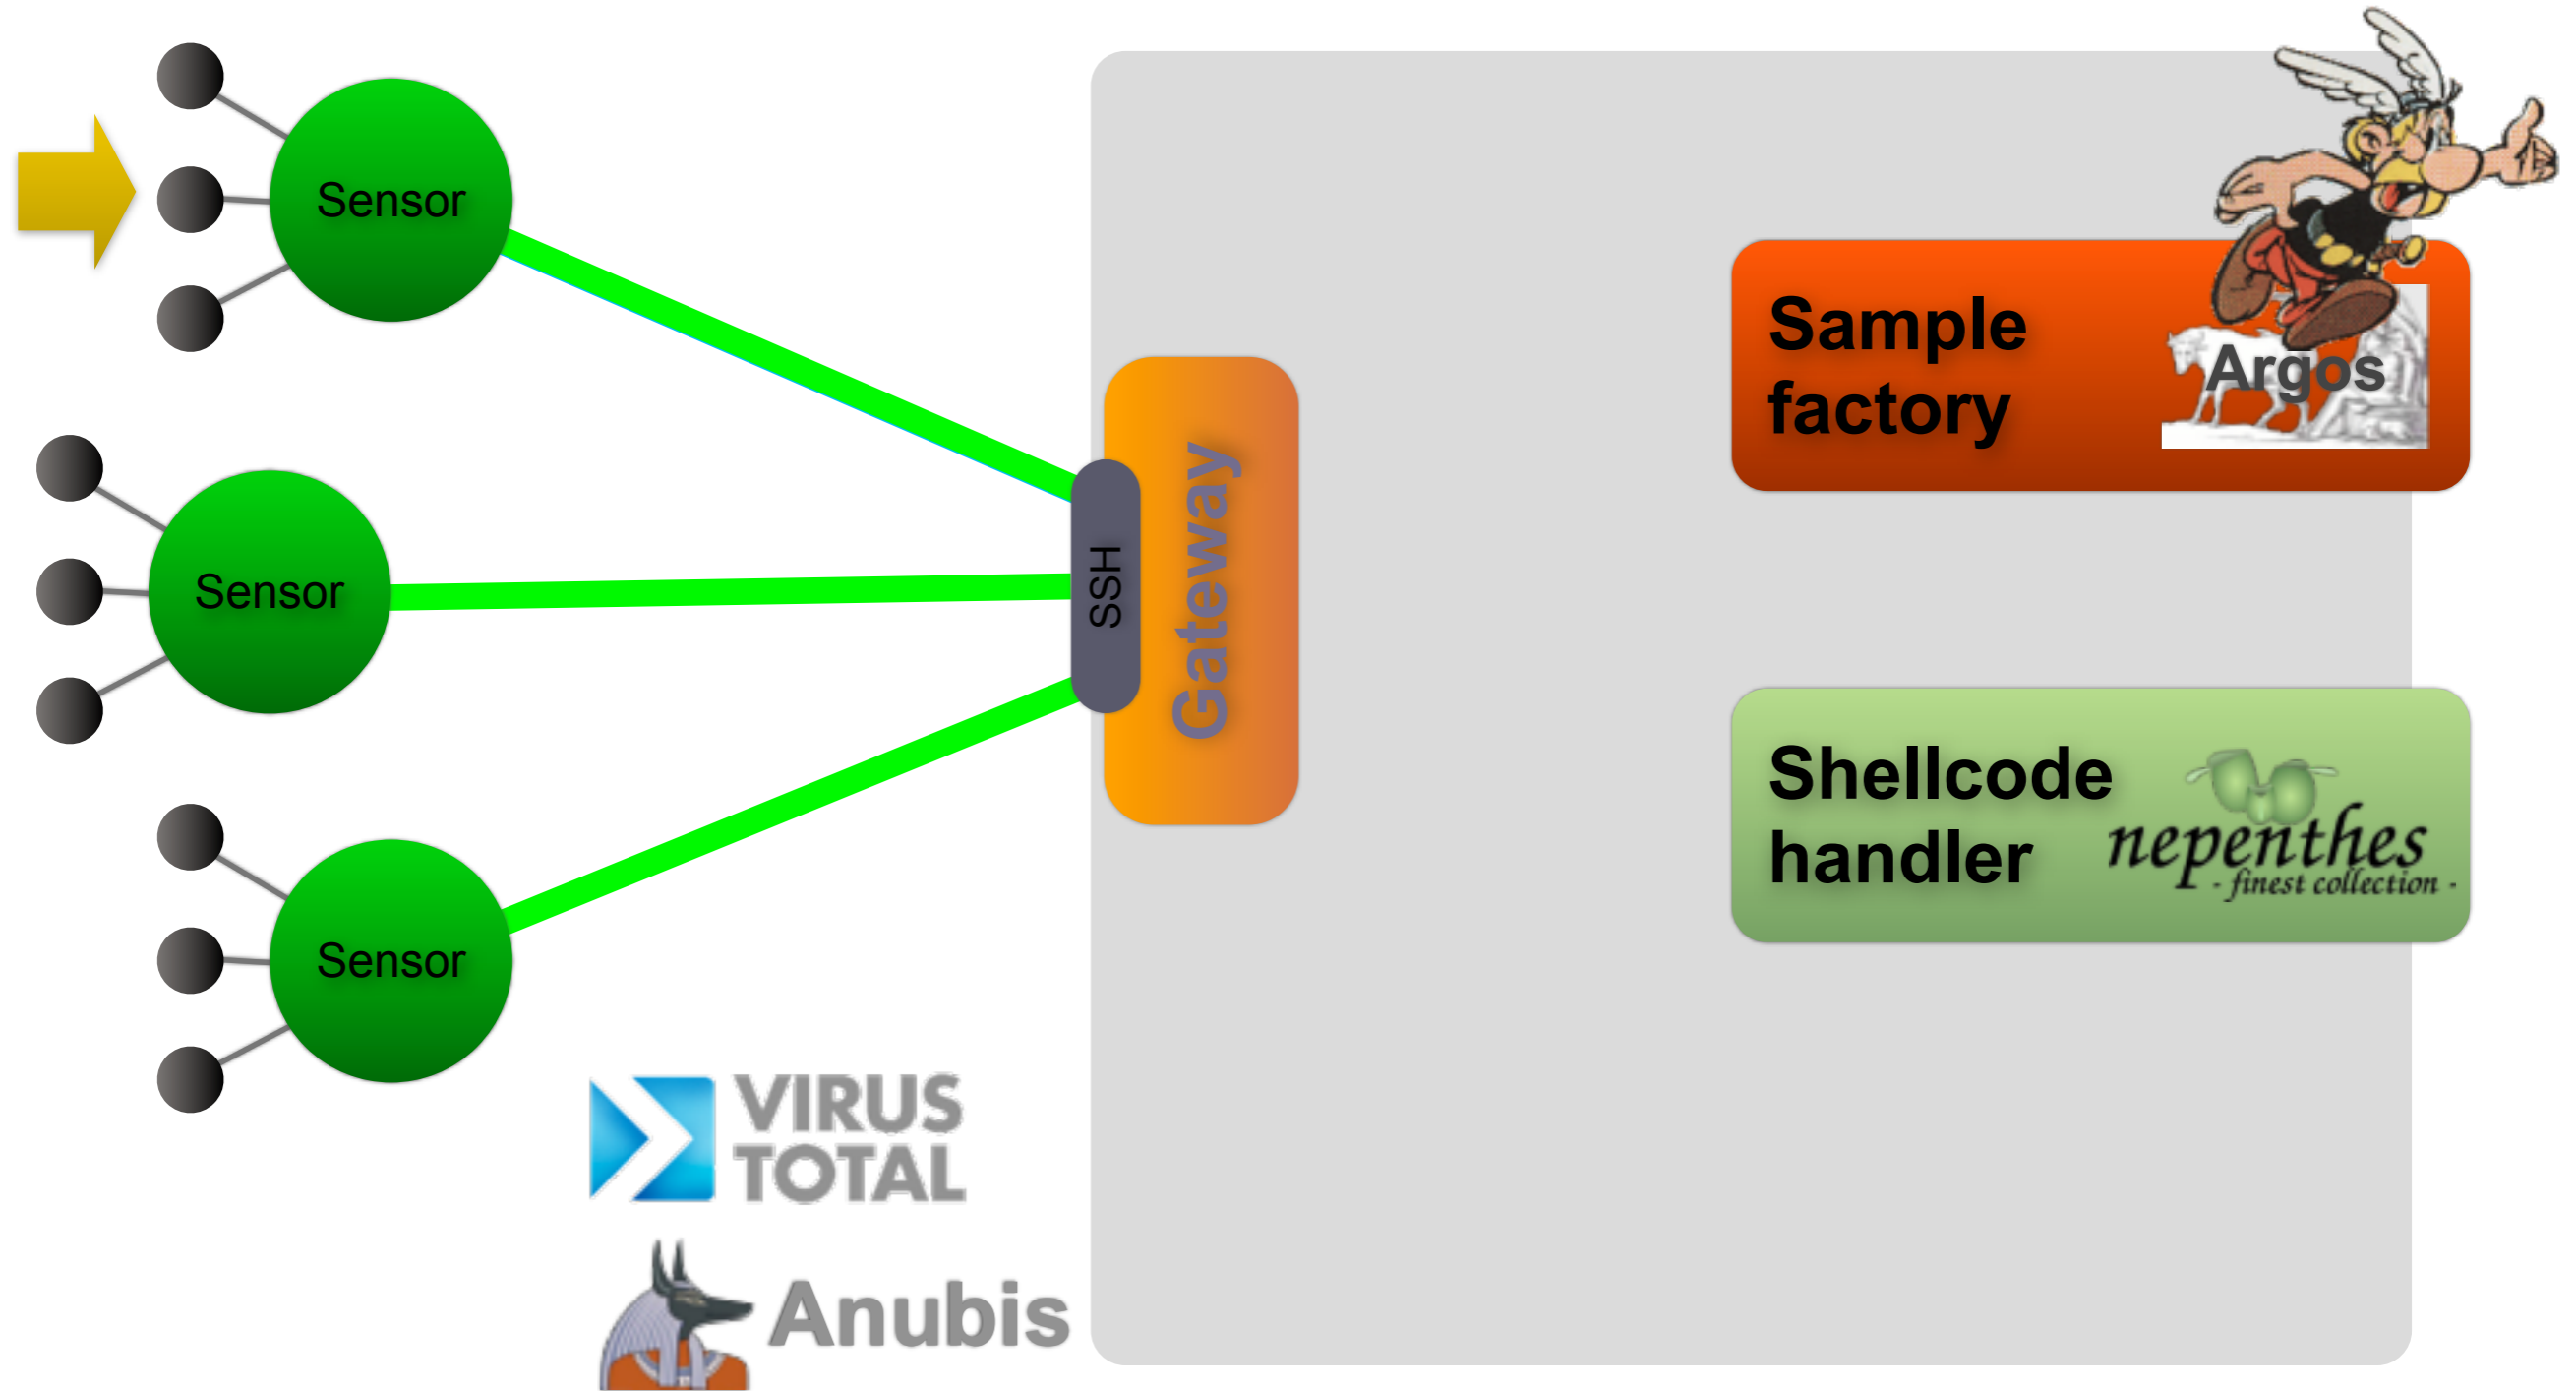 Sensor
Sensor
Sensor
SSH
Gateway
Sample
factory
Argos
Shellcode
handler
nepenthes
- finest collection -
VIRUS
TOTAL
Anubis